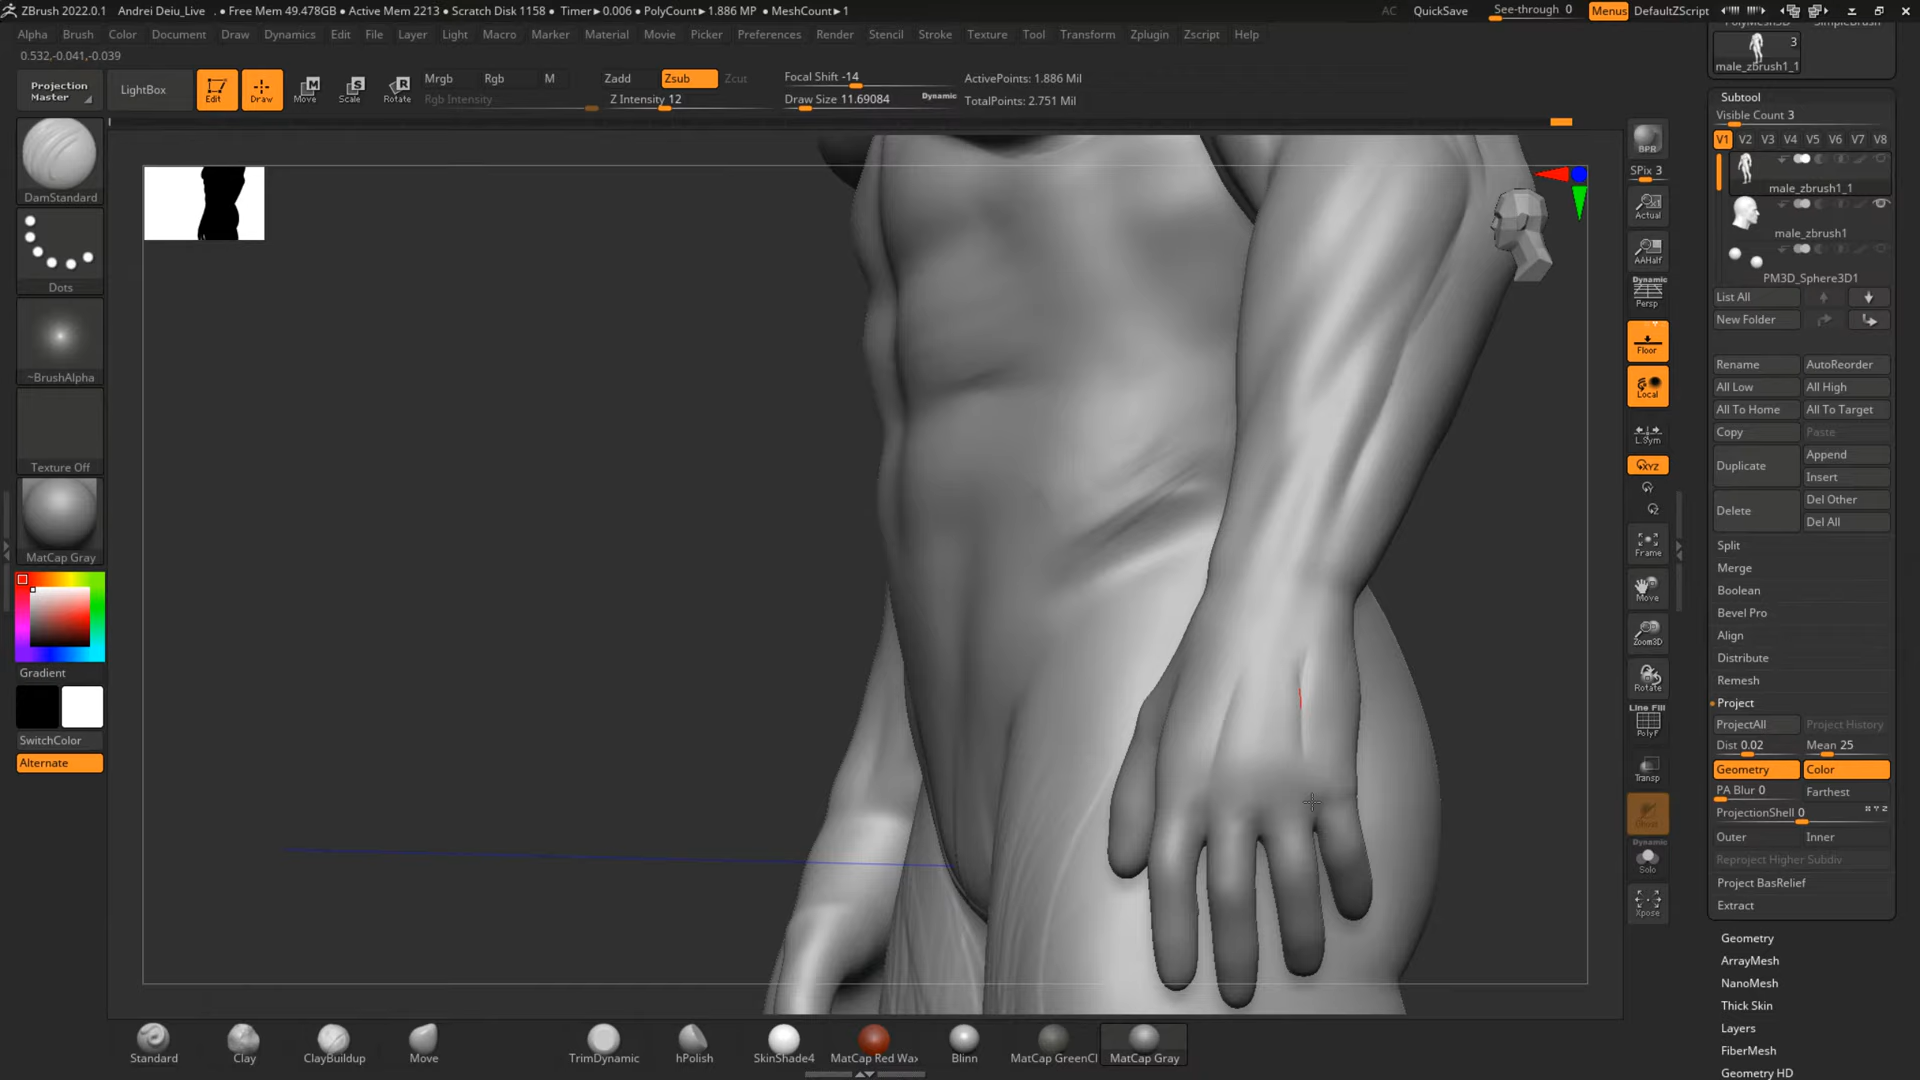 ZBrush 2022.0.1 Andrei Deiu_Live . • Free Mem 49.478GB • Active Mem 2213 • Scratch Disk 1158 • Timer▸0.006 • PolyCount▸1.886 MP • MeshCount▸1 AC QuickSave See-through 0 Menus DefaultZScript
Alpha Brush Color Document Draw Dynamics Edit File Layer Light Macro Marker Material Movie Picker Preferences Render Stencil Stroke Texture Tool Transform Zplugin Zscript Help
0.532,-0.041,-0.039
Projection
Master
LightBox
Edit
Draw
Move
Scale
Rotate
Mrgb Rgb M
Rgb Intensity
Zadd Zsub Zcut
Z Intensity 12
Focal Shift -14
Draw Size 11.69084 Dynamic
ActivePoints: 1.886 Mil
TotalPoints: 2.751 Mil
DamStandard
Dots
~BrushAlpha
Texture Off
MatCap Gray
Gradient
SwitchColor
Alternate
BPR
SPix 3
Actual
AAHalf
Dynamic
Persp
Floor
Local
L.Sym
XYZ
Y
Z
Frame
Move
Zoom3D
Rotate
Line Fill
PolyF
Transp
Dynamic
Solo
Xpose
3
male_zbrush1_1
Subtool
Visible Count 3
V1 V2 V3 V4 V5 V6 V7 V8
male_zbrush1_1
male_zbrush1
PM3D_Sphere3D1
List All
New Folder
Rename AutoReorder
All Low All High
All To Home All To Target
Copy Paste
Duplicate Append
Insert
Delete Del Other
Del All
Split
Merge
Boolean
Bevel Pro
Align
Distribute
Remesh
Project
ProjectAll Project History
Dist 0.02 Mean 25
Geometry Color
PA Blur 0 Farthest
ProjectionShell 0 X Y Z
Outer Inner
Reproject Higher Subdiv
Project BasRelief
Extract
Geometry
ArrayMesh
NanoMesh
Thick Skin
Layers
FiberMesh
Geometry HD
Standard Clay ClayBuildup Move TrimDynamic hPolish SkinShade4 MatCap Red Wax Blinn MatCap GreenCl MatCap Gray